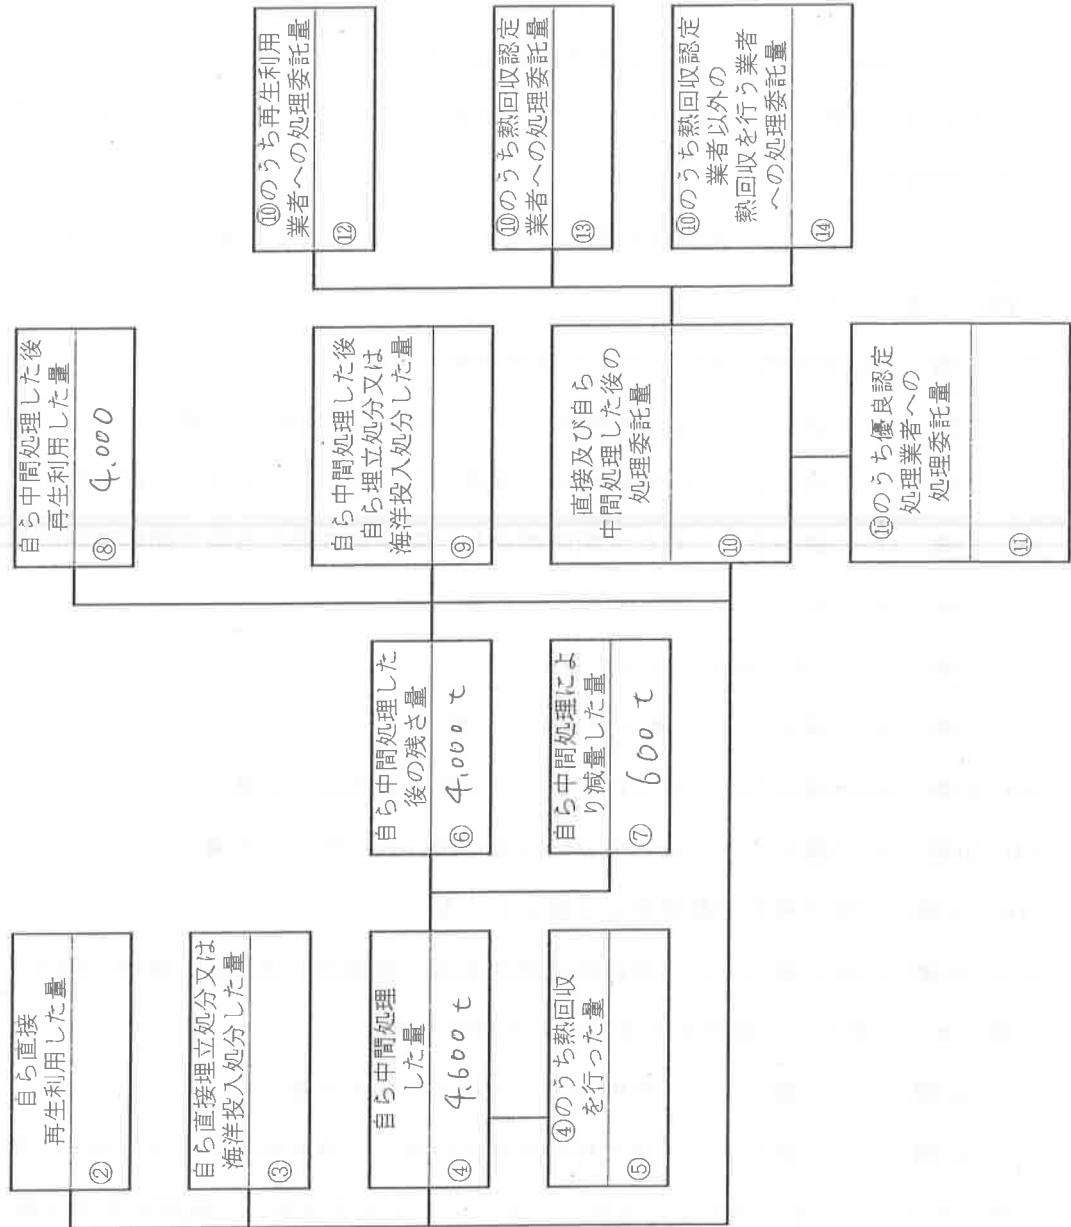 自ら直接
再生利用した量
②
自ら直接埋立処分又は
海洋投入処分した量
③
自ら中間処理
した量
④ 4.600 t
④のうち熱回収
を行った量
⑤
自ら中間処理した
後の残さ量
⑥ 4.000 t
自ら中間処理によ
り減量した量
⑦ 600 t
自ら中間処理した後
再生利用した量
⑧ 4.000
自ら中間処理した後
自ら埋立処分又は
海洋投入処分した量
⑨
直接及び自ら
中間処理した後の
処理委託量
⑩
⑩のうち優良認定
処理業者への
処理委託量
⑪
⑩のうち再生利用
業者への処理委託量
⑫
⑩のうち熱回収認定
業者への処理委託量
⑬
⑩のうち熱回収認定
業者以外の
熱回収を行う業者
への処理委託量
⑭